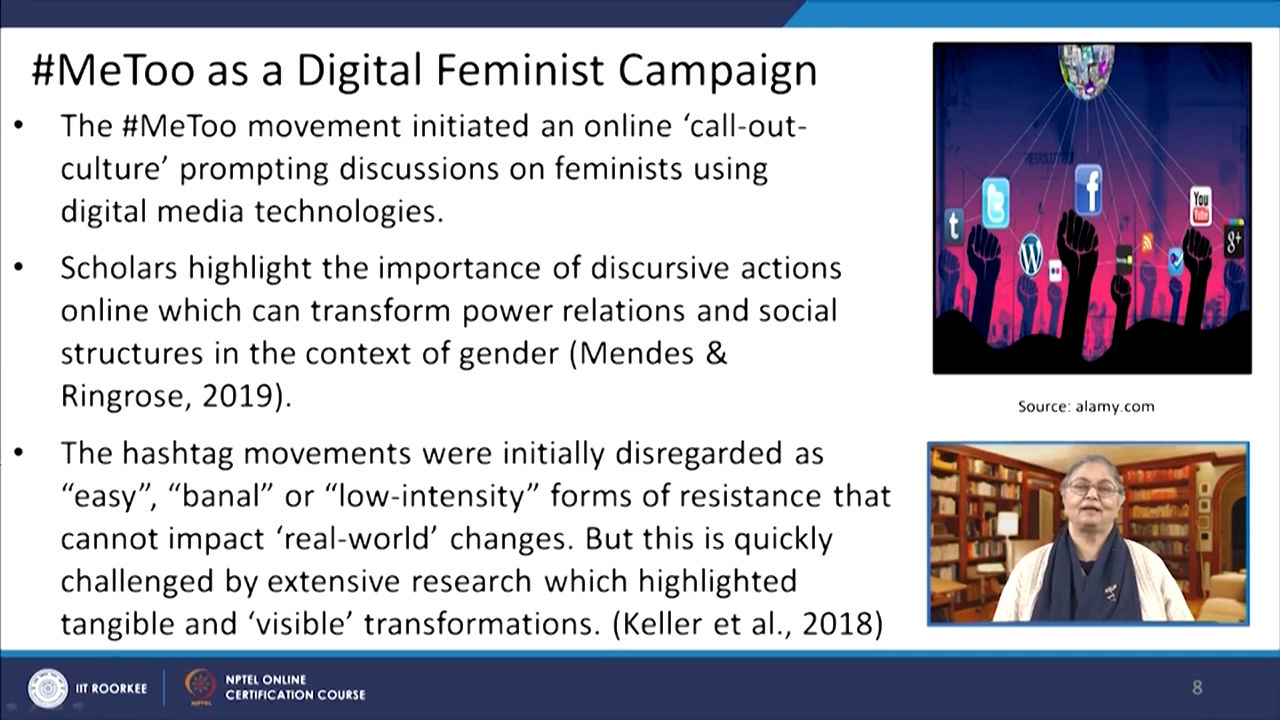 #MeToo as a Digital Feminist Campaign
• The #MeToo movement initiated an online ‘call-out-
culture’ prompting discussions on feminists using
digital media technologies.
• Scholars highlight the importance of discursive actions
online which can transform power relations and social
structures in the context of gender (Mendes &
Ringrose, 2019).
• The hashtag movements were initially disregarded as
“easy”, “banal” or “low-intensity” forms of resistance that
cannot impact ‘real-world’ changes. But this is quickly
challenged by extensive research which highlighted
tangible and ‘visible’ transformations. (Keller et al., 2018)
t
f
W
You
Tube
g+
Source: alamy.com
IIT ROORKEE
NPTEL
NPTEL ONLINE
CERTIFICATION COURSE
8